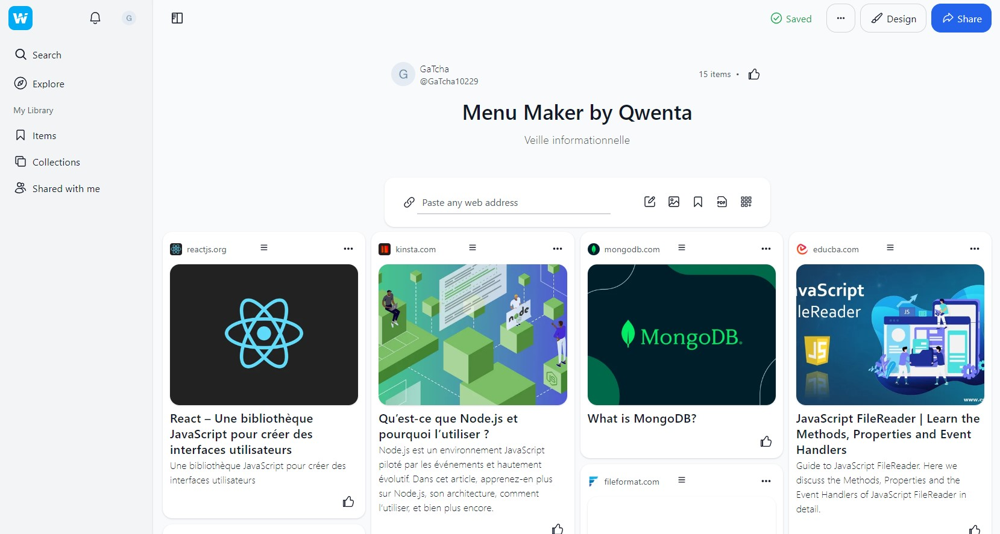 W
G
Search
Explore
My Library
Items
Collections
Shared with me
Saved
Design
Share
G
GaTcha
@GaTcha10229
15 items •
Menu Maker by Qwenta
Veille informationnelle
Paste any web address
PDF
reactjs.org
React – Une bibliothèque
JavaScript pour créer des
interfaces utilisateurs
Une bibliothèque JavaScript pour créer des
interfaces utilisateurs
kinsta.com
node
JS
Qu’est-ce que Node.js et
pourquoi l’utiliser ?
Node.js est un environnement JavaScript
piloté par les événements et hautement
évolutif. Dans cet article, apprenez-en plus
sur Node.js, son architecture, comment
l'utiliser, et bien plus encore.
mongodb.com
MongoDB®
What is MongoDB?
fileformat.com
educba.com
vaScript
leReader
JS
JS
www.
JavaScript FileReader | Learn the
Methods, Properties and Event
Handlers
Guide to JavaScript FileReader. Here we
discuss the Methods, Properties and the
Event Handlers of JavaScript FileReader in
detail.